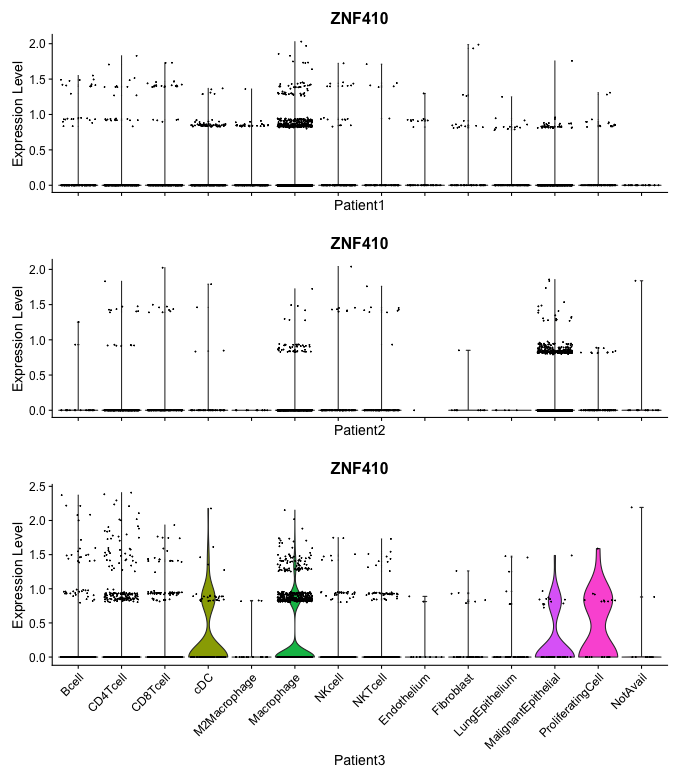 ZNF410
Expression Level
2.0
1.5
1.0
0.5
0.0
Patient1
ZNF410
Expression Level
2.0
1.5
1.0
0.5
0.0
Patient2
ZNF410
Expression Level
2.5
2.0
1.5
1.0
0.5
0.0
Bcell
CD4Tcell
CD8Tcell
cDC
M2Macrophage
Macrophage
NKcell
NKTcell
Endothelium
Fibroblast
LungEpithelium
MalignantEpithelial
ProliferatingCell
NotAvail
Patient3